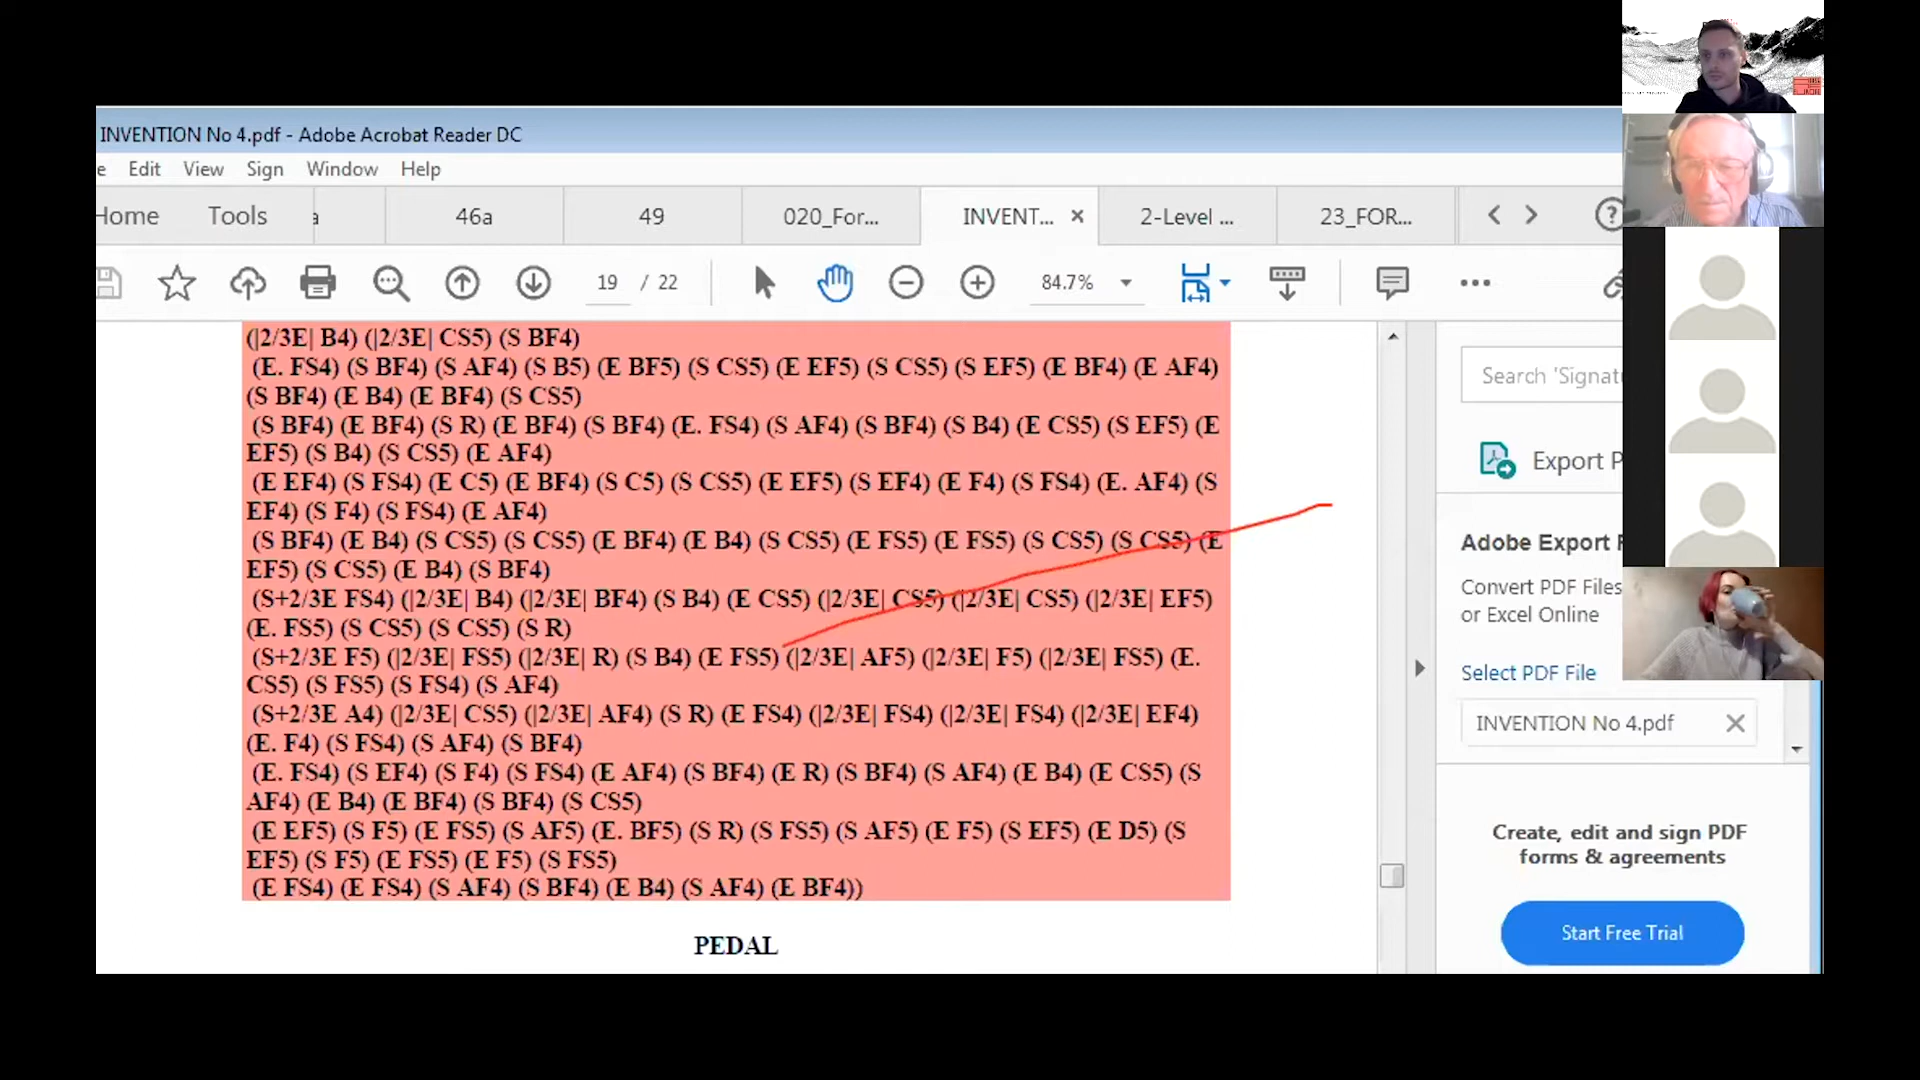 INVENTION No 4.pdf - Adobe Acrobat Reader DC
e Edit View Sign Window Help
Home Tools a 46a 49 020_For... INVENT... 2-Level ... 23_FOR...
19 / 22 84.7%
(|2/3E| B4) (|2/3E| CS5) (S BF4)
(E. FS4) (S BF4) (S AF4) (S B5) (E BF5) (S CS5) (E EF5) (S CS5) (S EF5) (E BF4) (E AF4)
(S BF4) (E B4) (E BF4) (S CS5)
(S BF4) (E BF4) (S R) (E BF4) (S BF4) (E. FS4) (S AF4) (S BF4) (S B4) (E CS5) (S EF5) (E
EF5) (S B4) (S CS5) (E AF4)
(E EF4) (S FS4) (E C5) (E BF4) (S C5) (S CS5) (E EF5) (S EF4) (E F4) (S FS4) (E. AF4) (S
EF4) (S F4) (S FS4) (E AF4)
(S BF4) (E B4) (S CS5) (S CS5) (E BF4) (E B4) (S CS5) (E FS5) (E FS5) (S CS5) (S CS5) (E
EF5) (S CS5) (E B4) (S BF4)
(S+2/3E FS4) (|2/3E| B4) (|2/3E| BF4) (S B4) (E CS5) (|2/3E| CS5) (|2/3E| CS5) (|2/3E| EF5)
(E. FS5) (S CS5) (S CS5) (S R)
(S+2/3E F5) (|2/3E| FS5) (|2/3E| R) (S B4) (E FS5) (|2/3E| AF5) (|2/3E| F5) (|2/3E| FS5) (E.
CS5) (S FS5) (S FS4) (S AF4)
(S+2/3E A4) (|2/3E| CS5) (|2/3E| AF4) (S R) (E FS4) (|2/3E| FS4) (|2/3E| FS4) (|2/3E| EF4)
(E. F4) (S FS4) (S AF4) (S BF4)
(E. FS4) (S EF4) (S F4) (S FS4) (E AF4) (S BF4) (E R) (S BF4) (S AF4) (E B4) (E CS5) (S
AF4) (E B4) (E BF4) (S BF4) (S CS5)
(E EF5) (S F5) (E FS5) (S AF5) (E. BF5) (S R) (S FS5) (S AF5) (E F5) (S EF5) (E D5) (S
EF5) (S F5) (E FS5) (E F5) (S FS5)
(E FS4) (E FS4) (S AF4) (S BF4) (E B4) (S AF4) (E BF4))
PEDAL
Search 'Signat
Export P
Adobe Export
Convert PDF Files
or Excel Online
Select PDF File
INVENTION No 4.pdf
Create, edit and sign PDF
forms & agreements
Start Free Trial